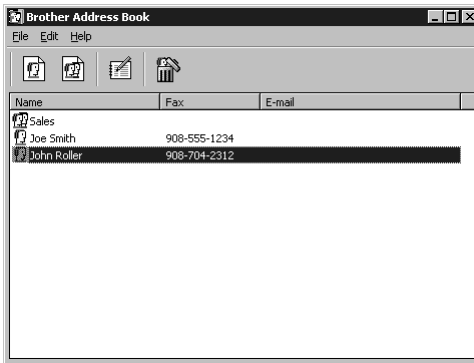 Brother Address Book
File Edit Help
Name Fax E-mail
Sales
Joe Smith 908-555-1234
John Roller 908-704-2312